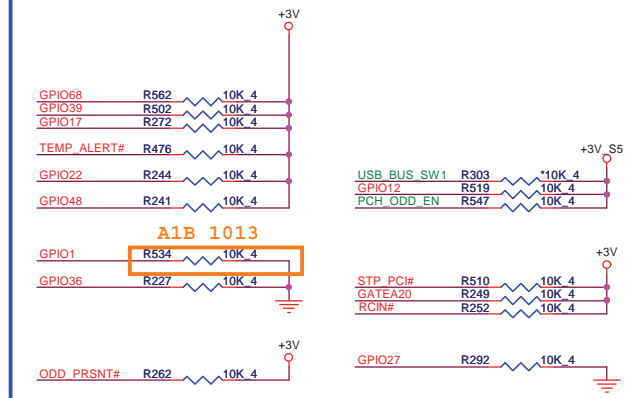 +3V
GPIO68 R562 10K_4
GPIO39 R502 10K_4
GPIO17 R272 10K_4
TEMP_ALERT# R476 10K_4
GPIO22 R244 10K_4
GPIO48 R241 10K_4
A1B 1013
GPIO1 R534 10K_4
GPIO36 R227 10K_4
+3V
ODD_PRSNT# R262 10K_4
+3V_S5
USB_BUS_SW1 R303 *10K_4
GPIO12 R519 10K_4
PCH_ODD_EN R547 10K_4
+3V
STP_PCI# R510 10K_4
GATEA20 R249 10K_4
RCIN# R252 10K_4
GPIO27 R292 10K_4